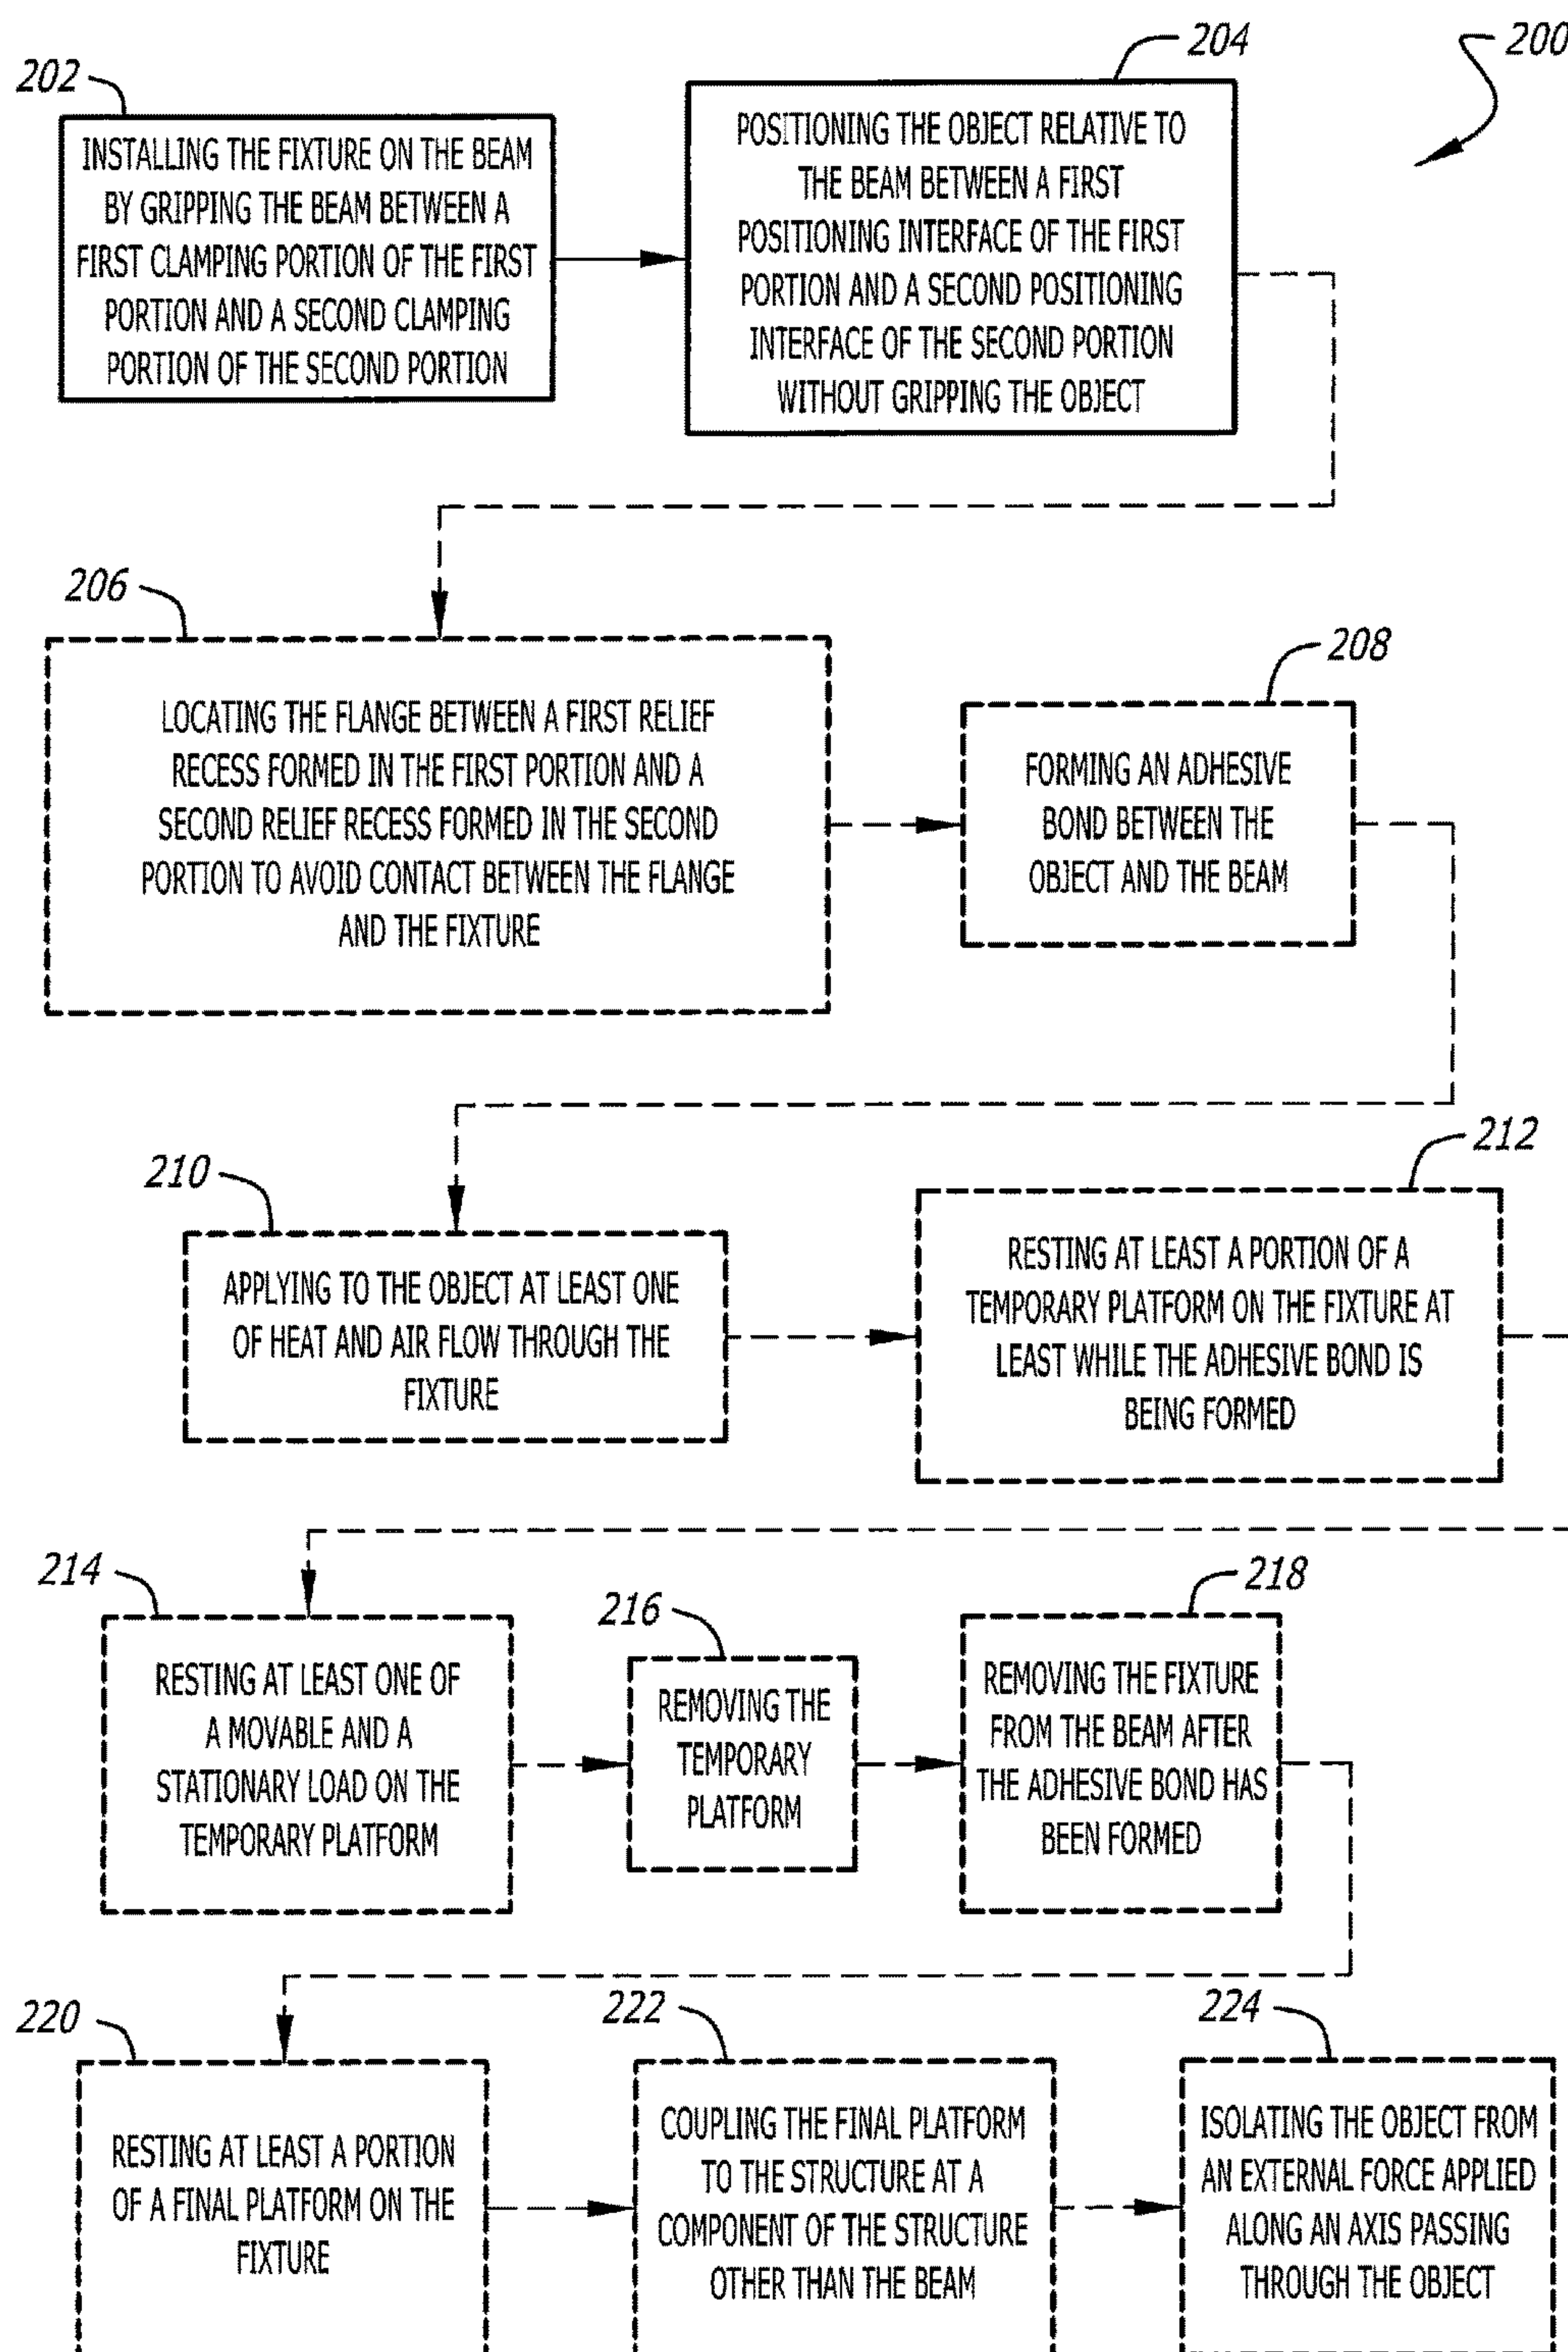 200
202
INSTALLING THE FIXTURE ON THE BEAM
BY GRIPPING THE BEAM BETWEEN A
FIRST CLAMPING PORTION OF THE FIRST
PORTION AND A SECOND CLAMPING
PORTION OF THE SECOND PORTION
204
POSITIONING THE OBJECT RELATIVE TO
THE BEAM BETWEEN A FIRST
POSITIONING INTERFACE OF THE FIRST
PORTION AND A SECOND POSITIONING
INTERFACE OF THE SECOND PORTION
WITHOUT GRIPPING THE OBJECT
206
LOCATING THE FLANGE BETWEEN A FIRST RELIEF
RECESS FORMED IN THE FIRST PORTION AND A
SECOND RELIEF RECESS FORMED IN THE SECOND
PORTION TO AVOID CONTACT BETWEEN THE FLANGE
AND THE FIXTURE
208
FORMING AN ADHESIVE
BOND BETWEEN THE
OBJECT AND THE BEAM
210
APPLYING TO THE OBJECT AT LEAST ONE
OF HEAT AND AIR FLOW THROUGH THE
FIXTURE
212
RESTING AT LEAST A PORTION OF A
TEMPORARY PLATFORM ON THE FIXTURE AT
LEAST WHILE THE ADHESIVE BOND IS
BEING FORMED
214
RESTING AT LEAST ONE OF
A MOVABLE AND A
STATIONARY LOAD ON THE
TEMPORARY PLATFORM
216
REMOVING THE
TEMPORARY
PLATFORM
218
REMOVING THE FIXTURE
FROM THE BEAM AFTER
THE ADHESIVE BOND HAS
BEEN FORMED
220
RESTING AT LEAST A PORTION
OF A FINAL PLATFORM ON THE
FIXTURE
222
COUPLING THE FINAL PLATFORM
TO THE STRUCTURE AT A
COMPONENT OF THE STRUCTURE
OTHER THAN THE BEAM
224
ISOLATING THE OBJECT FROM
AN EXTERNAL FORCE APPLIED
ALONG AN AXIS PASSING
THROUGH THE OBJECT